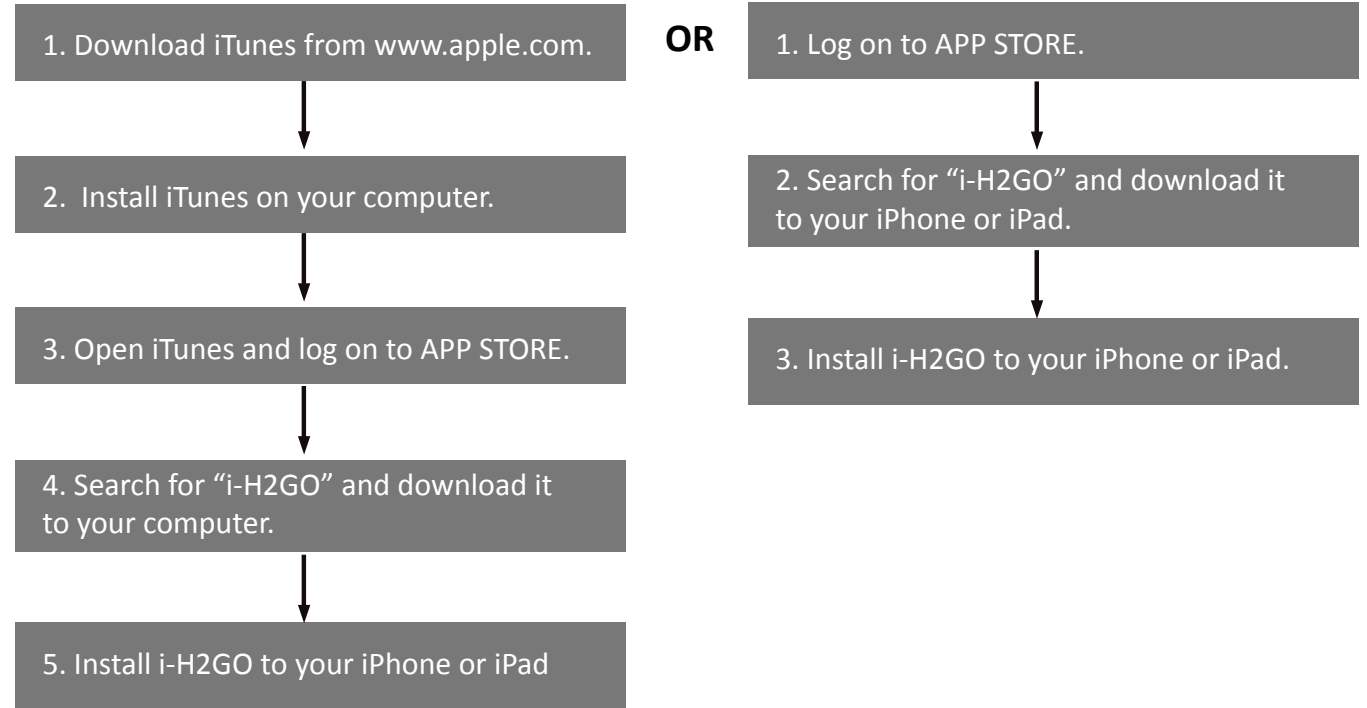 1. Download iTunes from www.apple.com.
2.  Install iTunes on your computer.
3. Open iTunes and log on to APP STORE.
4. Search for “i-H2GO” and download it
to your computer.
5. Install i-H2GO to your iPhone or iPad
OR
1. Log on to APP STORE.
2. Search for “i-H2GO” and download it
to your iPhone or iPad.
3. Install i-H2GO to your iPhone or iPad.